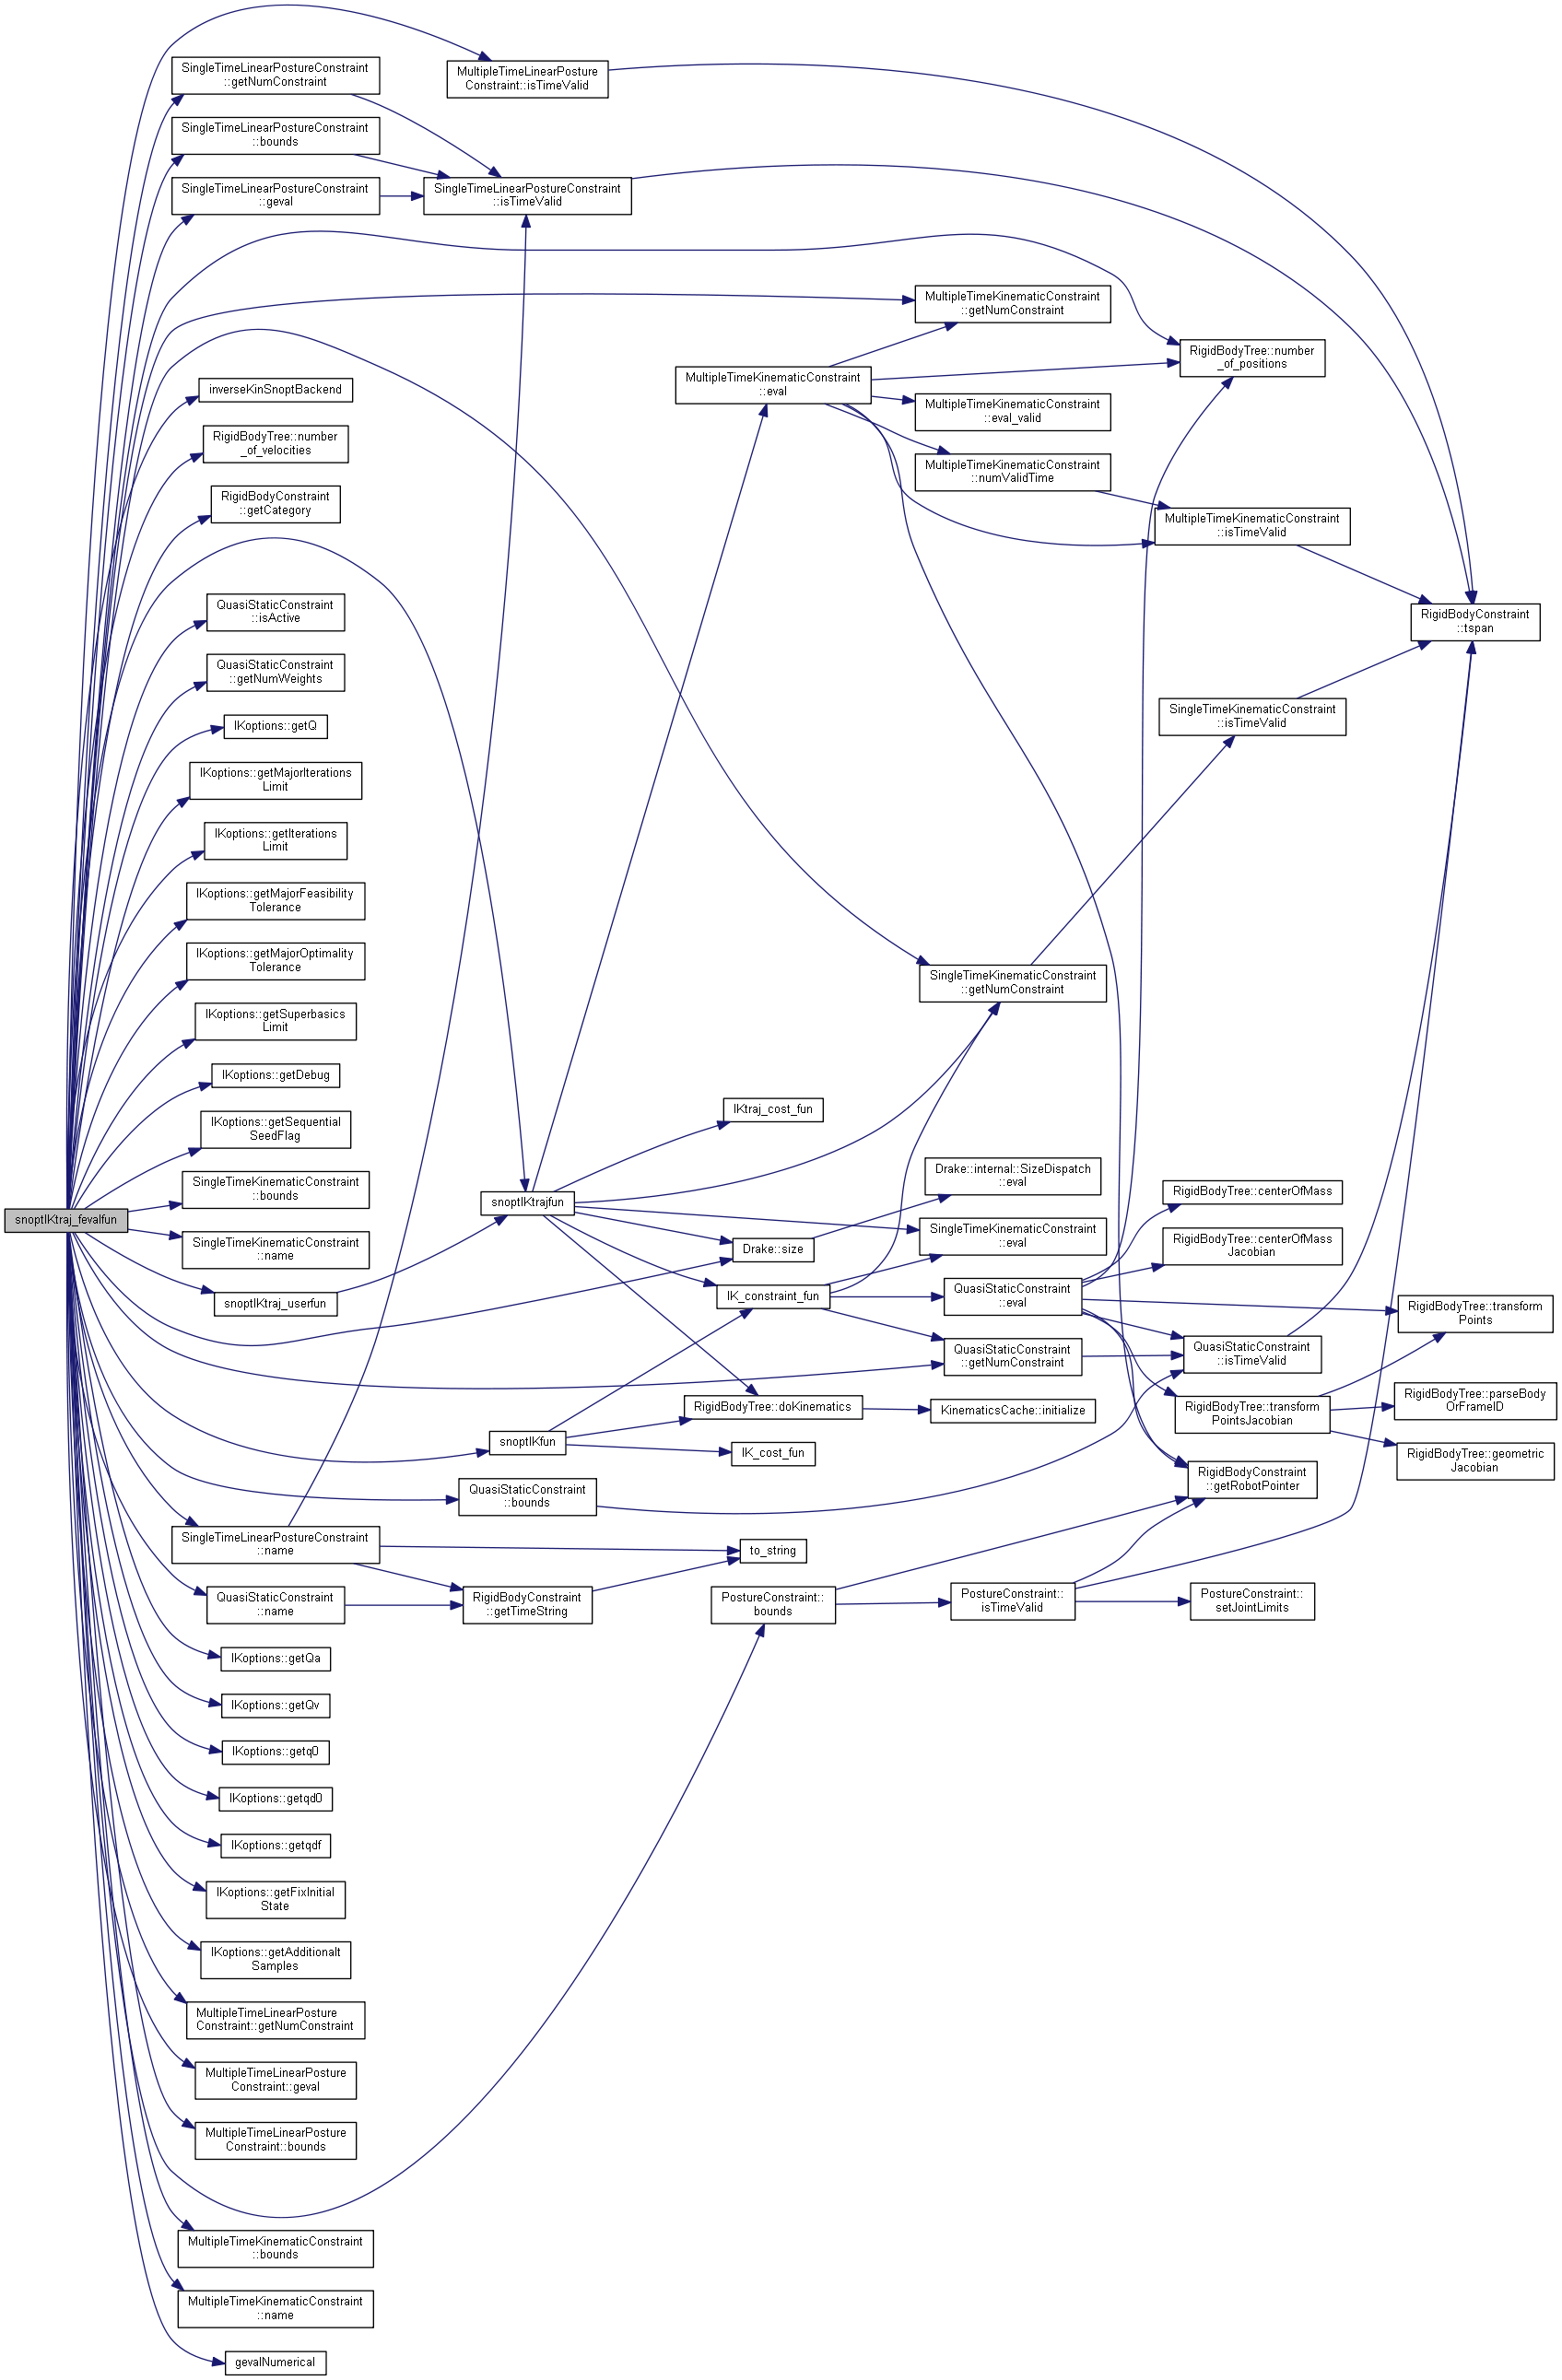 SingleTimeLinearPostureConstraint
::getNumConstraint
MultipleTimeLinearPosture
Constraint::isTimeValid
SingleTimeLinearPostureConstraint
::bounds
SingleTimeLinearPostureConstraint
::geval
SingleTimeLinearPostureConstraint
::isTimeValid
MultipleTimeKinematicConstraint
::getNumConstraint
RigidBodyTree::number
_of_positions
inverseKinSnoptBackend
MultipleTimeKinematicConstraint
::eval
MultipleTimeKinematicConstraint
::eval_valid
RigidBodyTree::number
_of_velocities
MultipleTimeKinematicConstraint
::numValidTime
RigidBodyConstraint
::getCategory
MultipleTimeKinematicConstraint
::isTimeValid
QuasiStaticConstraint
::isActive
RigidBodyConstraint
::tspan
QuasiStaticConstraint
::getNumWeights
IKoptions::getQ
SingleTimeKinematicConstraint
::isTimeValid
IKoptions::getMajorIterations
Limit
IKoptions::getIterations
Limit
IKoptions::getMajorFeasibility
Tolerance
IKoptions::getMajorOptimality
Tolerance
SingleTimeKinematicConstraint
::getNumConstraint
IKoptions::getSuperbasics
Limit
IKoptions::getDebug
IKtraj_cost_fun
IKoptions::getSequential
SeedFlag
Drake::internal::SizeDispatch
::eval
SingleTimeKinematicConstraint
::bounds
snoptIKtrajfun
RigidBodyTree::centerOfMass
snoptIKtraj_fevalfun
SingleTimeKinematicConstraint
::name
Drake::size
SingleTimeKinematicConstraint
::eval
RigidBodyTree::centerOfMass
Jacobian
snoptIKtraj_userfun
IK_constraint_fun
QuasiStaticConstraint
::eval
RigidBodyTree::transform
Points
QuasiStaticConstraint
::getNumConstraint
QuasiStaticConstraint
::isTimeValid
RigidBodyTree::doKinematics
KinematicsCache::initialize
RigidBodyTree::transform
PointsJacobian
RigidBodyTree::parseBody
OrFrameID
snoptIKfun
IK_cost_fun
RigidBodyTree::geometric
Jacobian
QuasiStaticConstraint
::bounds
RigidBodyConstraint
::getRobotPointer
SingleTimeLinearPostureConstraint
::name
to_string
QuasiStaticConstraint
::name
RigidBodyConstraint
::getTimeString
PostureConstraint::
bounds
PostureConstraint::
isTimeValid
PostureConstraint::
setJointLimits
IKoptions::getQa
IKoptions::getQv
IKoptions::getq0
IKoptions::getqd0
IKoptions::getqdf
IKoptions::getFixInitial
State
IKoptions::getAdditionalt
Samples
MultipleTimeLinearPosture
Constraint::getNumConstraint
MultipleTimeLinearPosture
Constraint::geval
MultipleTimeLinearPosture
Constraint::bounds
MultipleTimeKinematicConstraint
::bounds
MultipleTimeKinematicConstraint
::name
gevalNumerical